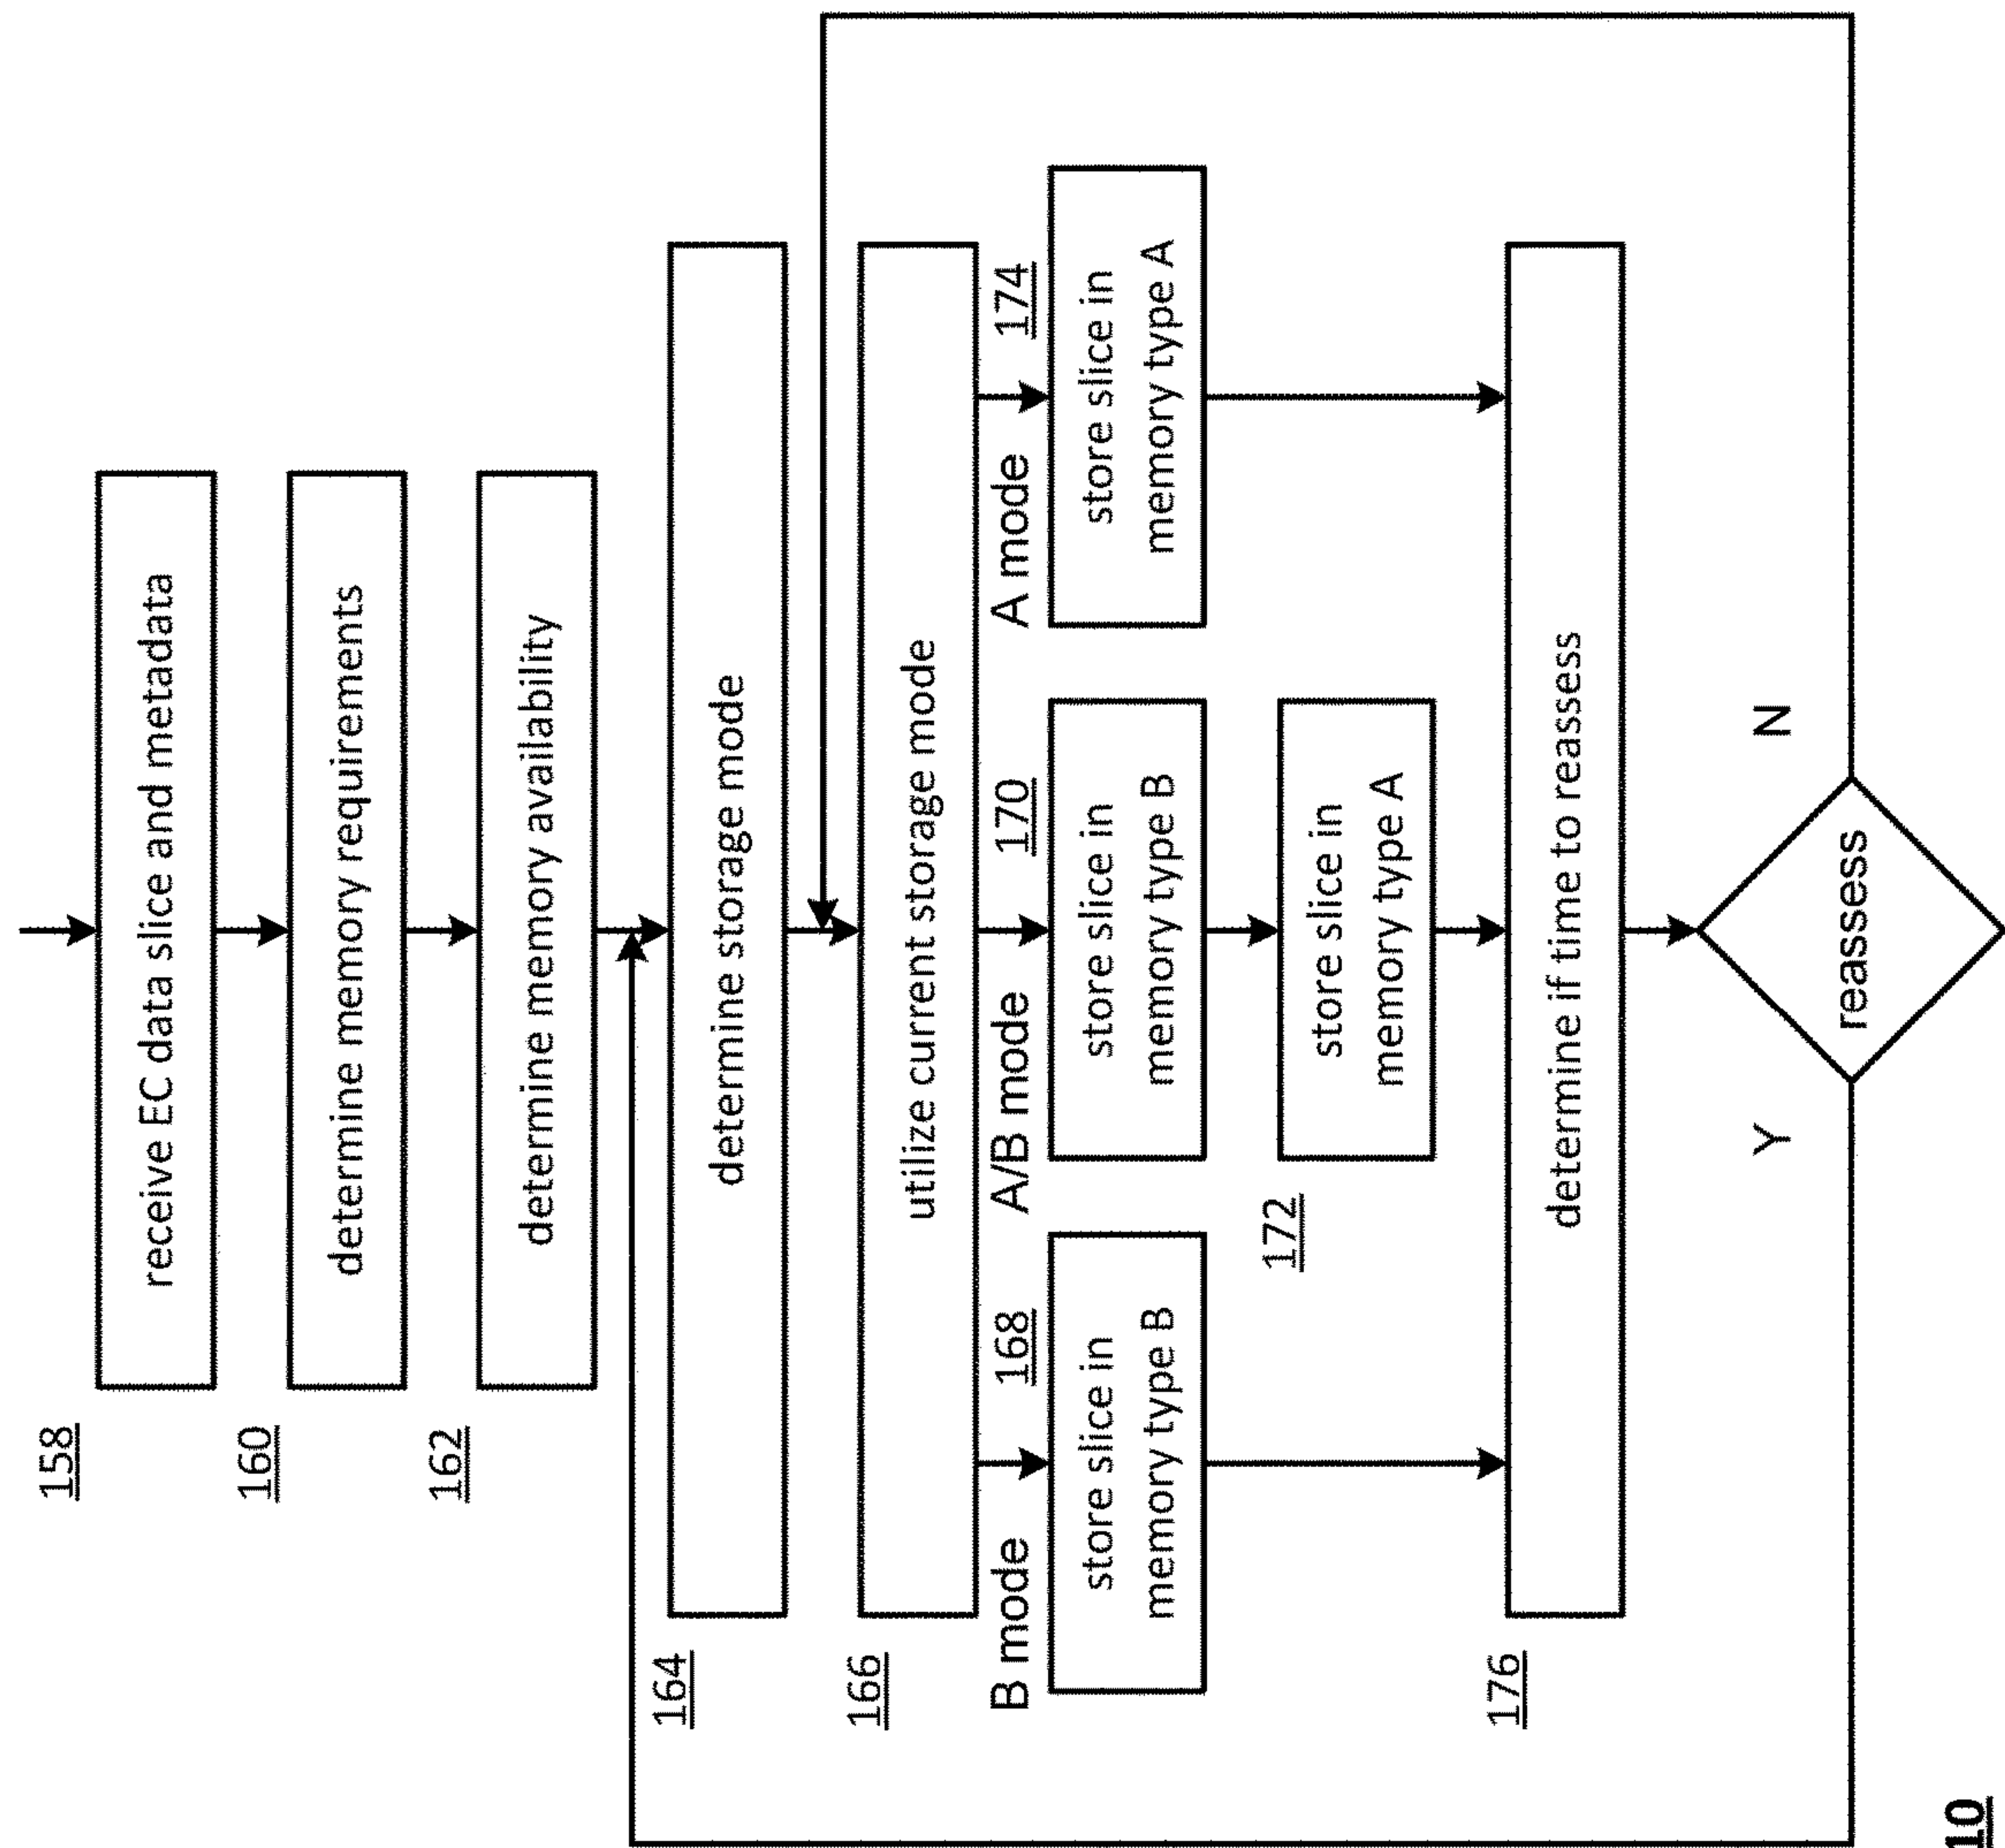 158
receive EC data slice and metadata
160
determine memory requirements
162
determine memory availability
164
determine storage mode
166
utilize current storage mode
B mode
168
A/B mode
170
A mode
174
store slice in
memory type B
store slice in
memory type B
store slice in
memory type A
172
store slice in
memory type A
176
determine if time to reassess
Y
N
reassess
10